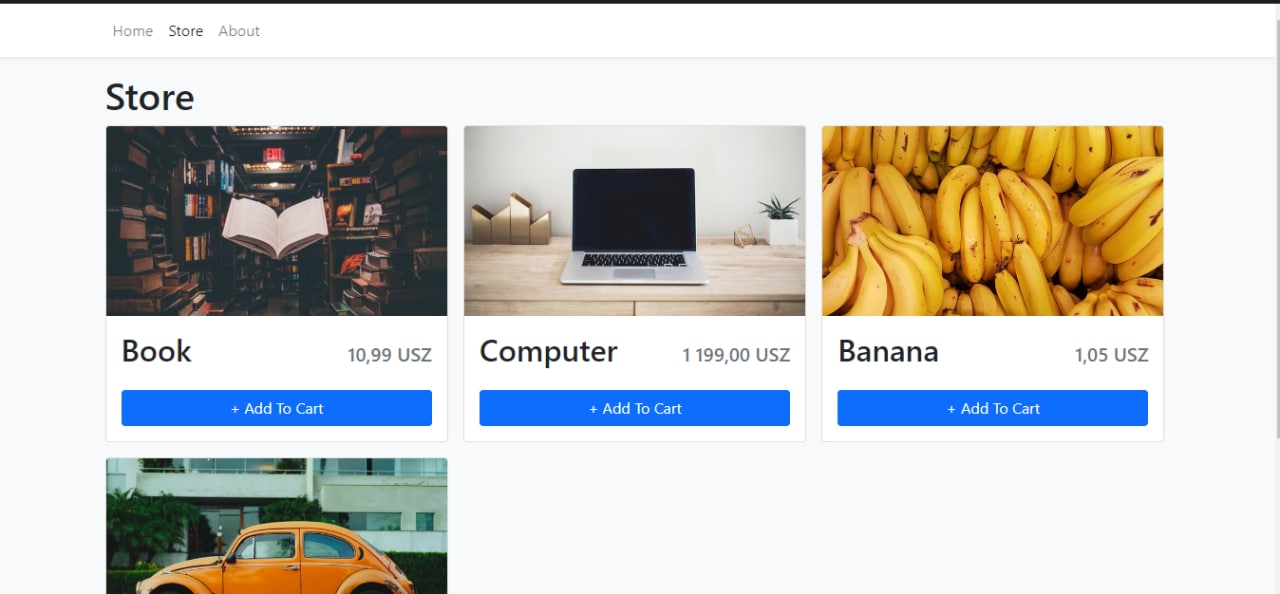 Home Store About
Store
EXIT
Book 10,99 USZ
Computer 1 199,00 USZ
Banana 1,05 USZ
+ Add To Cart
+ Add To Cart
+ Add To Cart